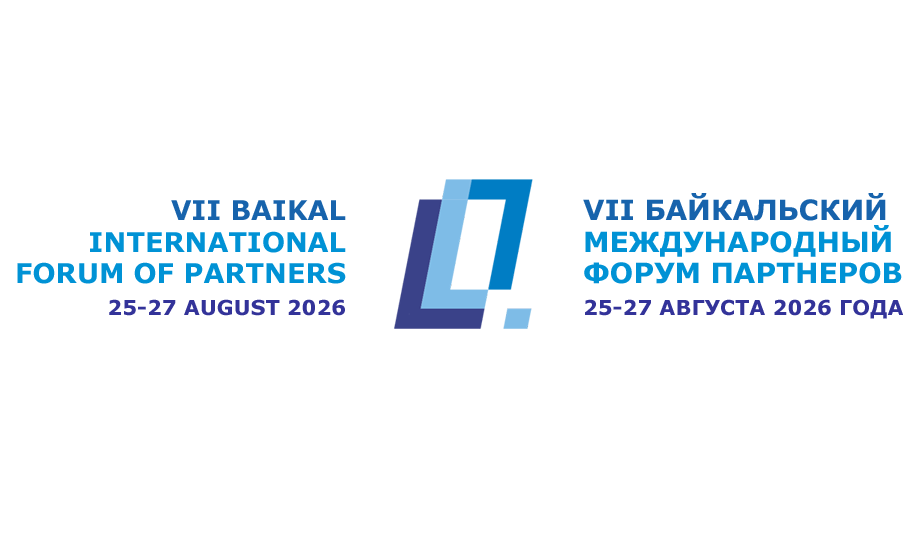 VII BAIKAL
INTERNATIONAL
FORUM OF PARTNERS
25–27 AUGUST 2026
VII БАЙКАЛЬСКИЙ
МЕЖДУНАРОДНЫЙ
ФОРУМ ПАРТНЕРОВ
25–27 АВГУСТА 2026 ГОДА